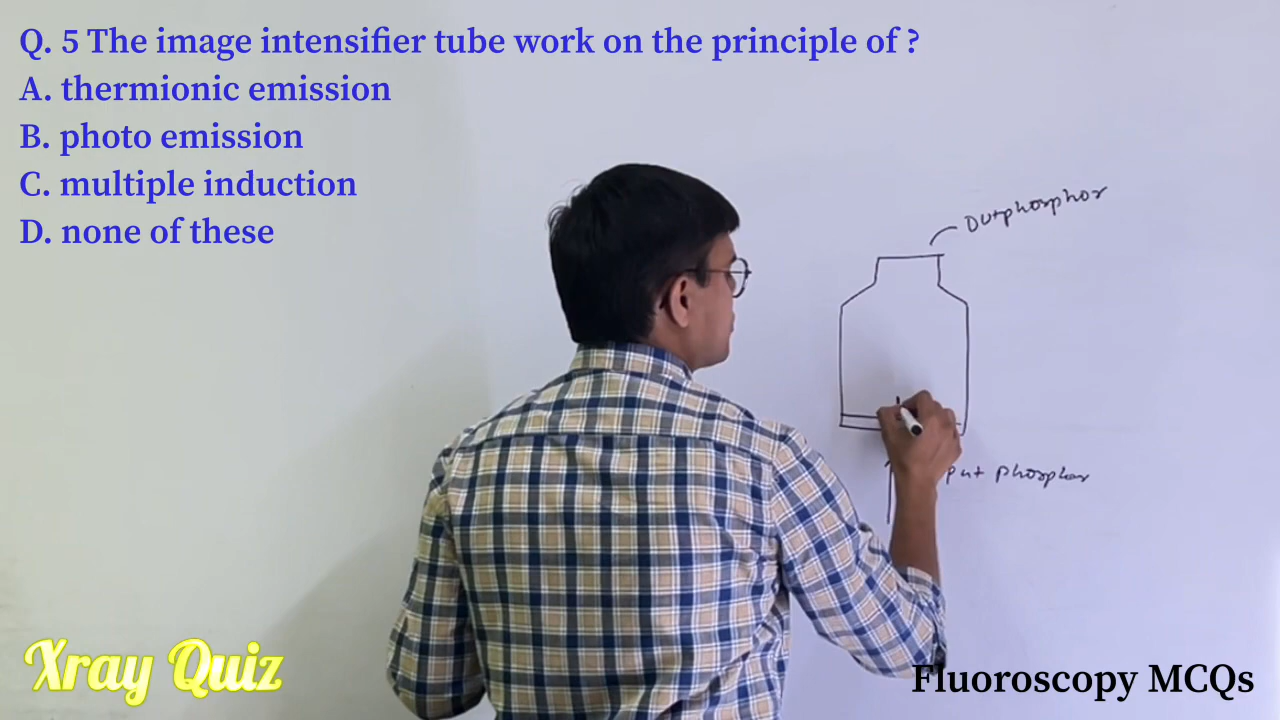 Q. 5 The image intensifier tube work on the principle of ?
A. thermionic emission
B. photo emission
C. multiple induction
D. none of these
Outphosphor
put phosphor
Xray Quiz
Fluoroscopy MCQs